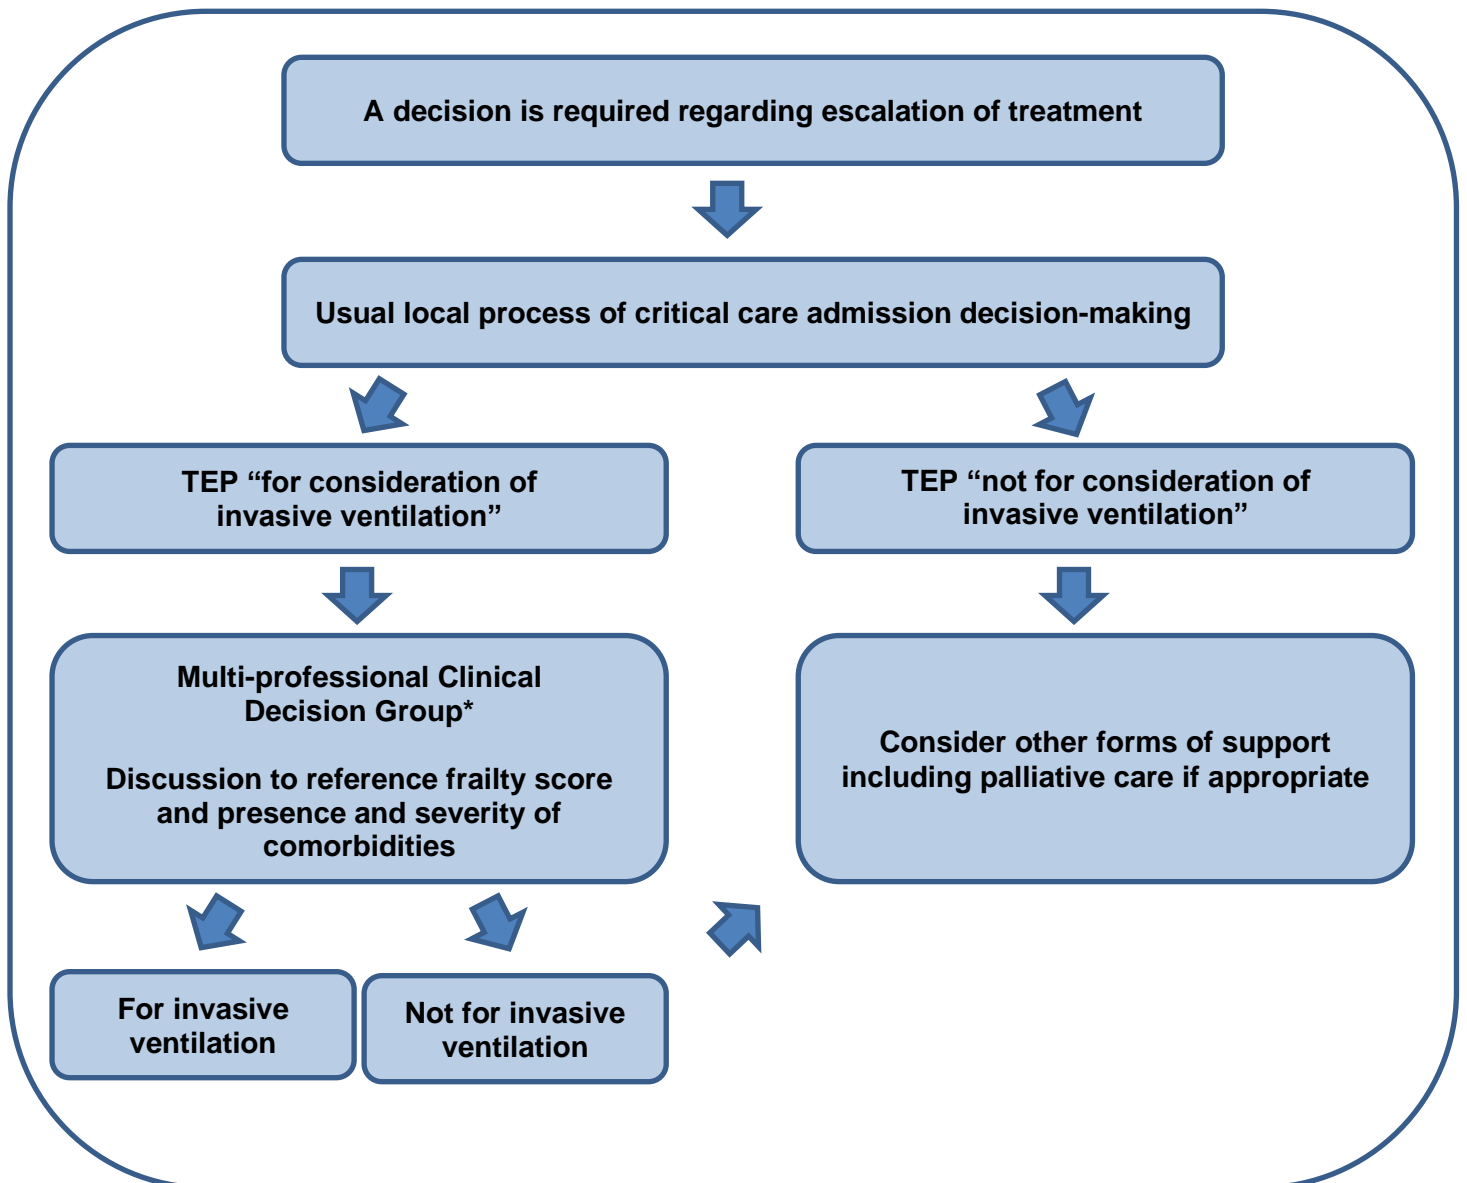 A decision is required regarding escalation of treatment
Usual local process of critical care admission decision-making
TEP “for consideration of
invasive ventilation”
TEP “not for consideration of
invasive ventilation”
Multi-professional Clinical
Decision Group*
Discussion to reference frailty score
and presence and severity of
comorbidities
Consider other forms of support
including palliative care if appropriate
For invasive
ventilation
Not for invasive
ventilation